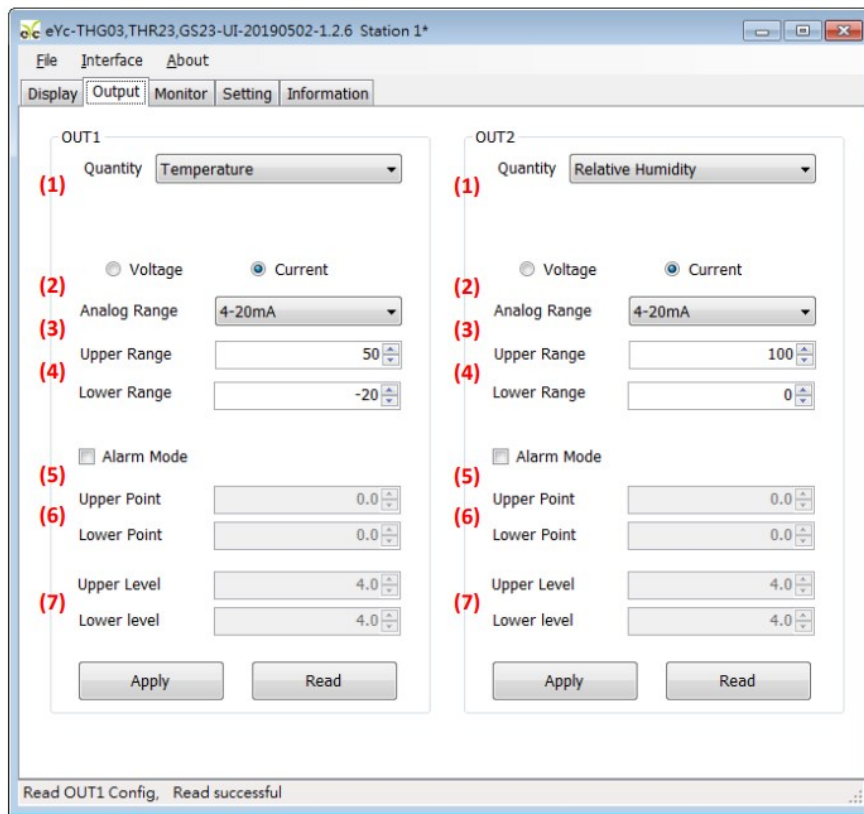 eyc eYc-THG03,THR23,GS23-UI-20190502-1.2.6 Station 1*
File Interface About
Display Output Monitor Setting Information
OUT1
Quantity Temperature
(1)
Voltage Current
(2)
Analog Range 4-20mA
(3)
Upper Range 50
(4)
Lower Range -20
Alarm Mode
(5)
Upper Point 0.0
(6)
Lower Point 0.0
Upper Level 4.0
(7)
Lower level 4.0
Apply Read
OUT2
Quantity Relative Humidity
(1)
Voltage Current
(2)
Analog Range 4-20mA
(3)
Upper Range 100
(4)
Lower Range 0
Alarm Mode
(5)
Upper Point 0.0
(6)
Lower Point 0.0
Upper Level 4.0
(7)
Lower level 4.0
Apply Read
Read OUT1 Config, Read successful